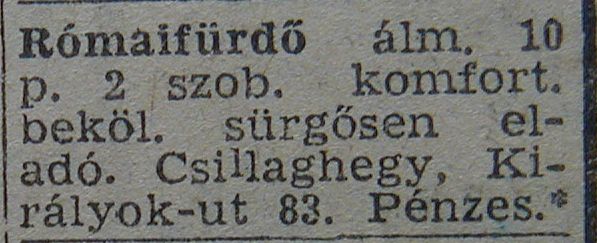 Rómaifürdő álm. 10
p. 2 szob. komfort.
beköl. sürgősen el-
adó. Csillaghegy, Ki-
rályok-ut 83. Pénzes.*